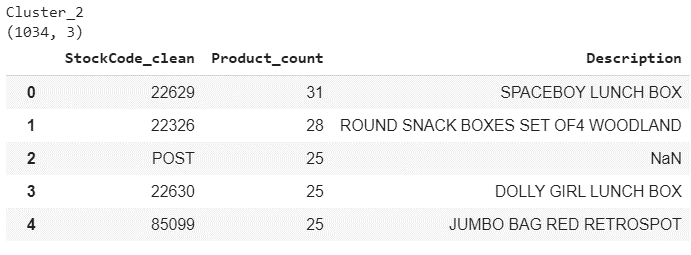 Cluster_2
(1034, 3)
StockCode_clean Product_count Description
0 22629 31 SPACEBOY LUNCH BOX
1 22326 28 ROUND SNACK BOXES SET OF4 WOODLAND
2 POST 25 NaN
3 22630 25 DOLLY GIRL LUNCH BOX
4 85099 25 JUMBO BAG RED RETROSPOT